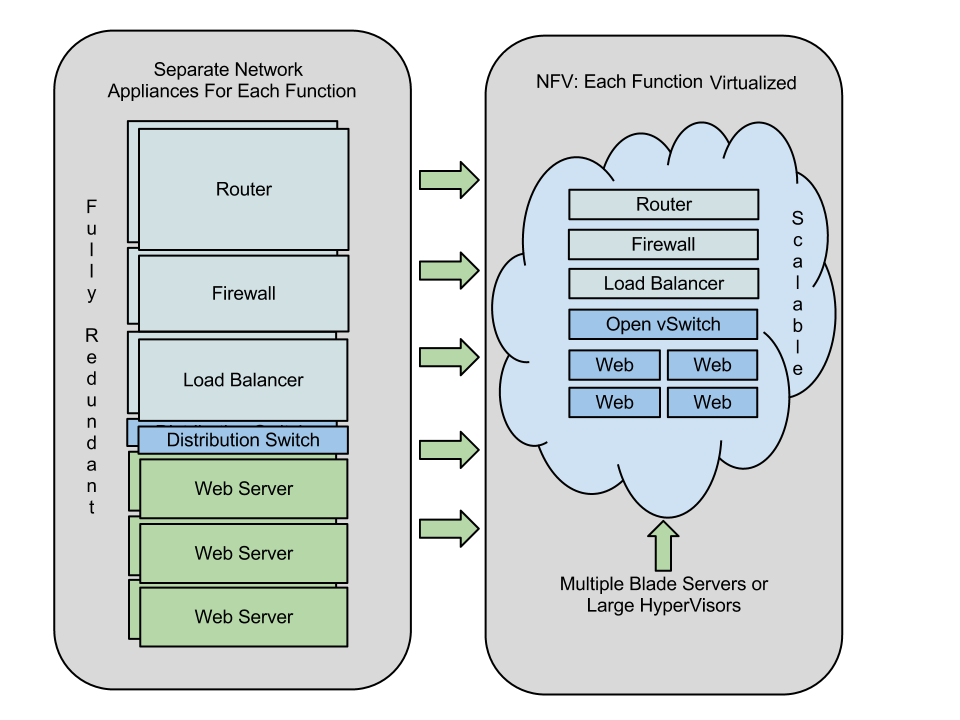 Separate Network
Appliances For Each Function
Fully Redundant
Router
Firewall
Load Balancer
Distribution Switch
Web Server
Web Server
Web Server
NFV: Each Function Virtualized
Scalable
Router
Firewall
Load Balancer
Open vSwitch
Web
Web
Web
Web
Multiple Blade Servers or
Large HyperVisors